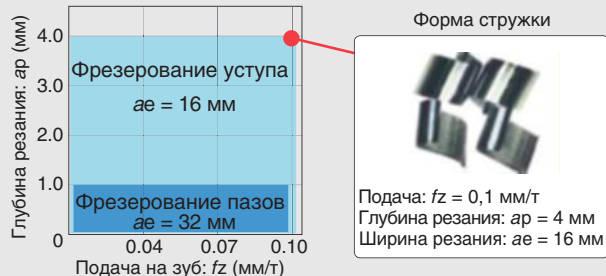 Форма стружки
Глубина резания: ap (мм)
4.0
3.0
2.0
1.0
0
Фрезерование уступа
ae = 16 мм
Фрезерование пазов
ae = 32 мм
0.04
0.07
0.10
Подача на зуб: fz (мм/т)
Подача: fz = 0,1 мм/т
Глубина резания: ap = 4 мм
Ширина резания: ae = 16 мм